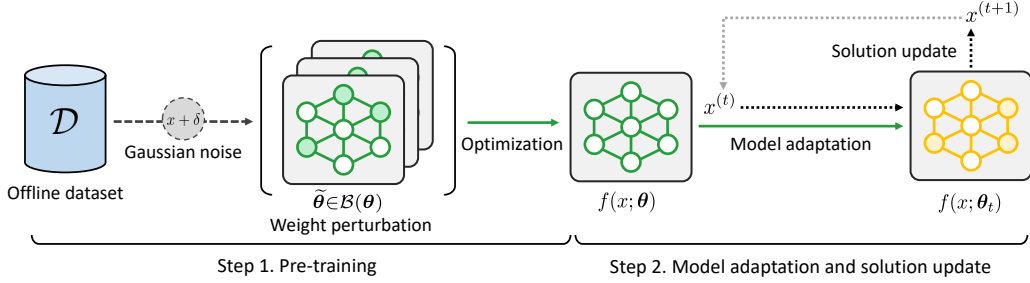 𝒟
Offline dataset
x + δ
Gaussian noise
θ̃∈ℬ(θ)
Weight perturbation
Optimization
f(x; θ)
x^(t)
x^(t+1)
Solution update
Model adaptation
f(x; θ_t)
Step 1. Pre-training
Step 2. Model adaptation and solution update